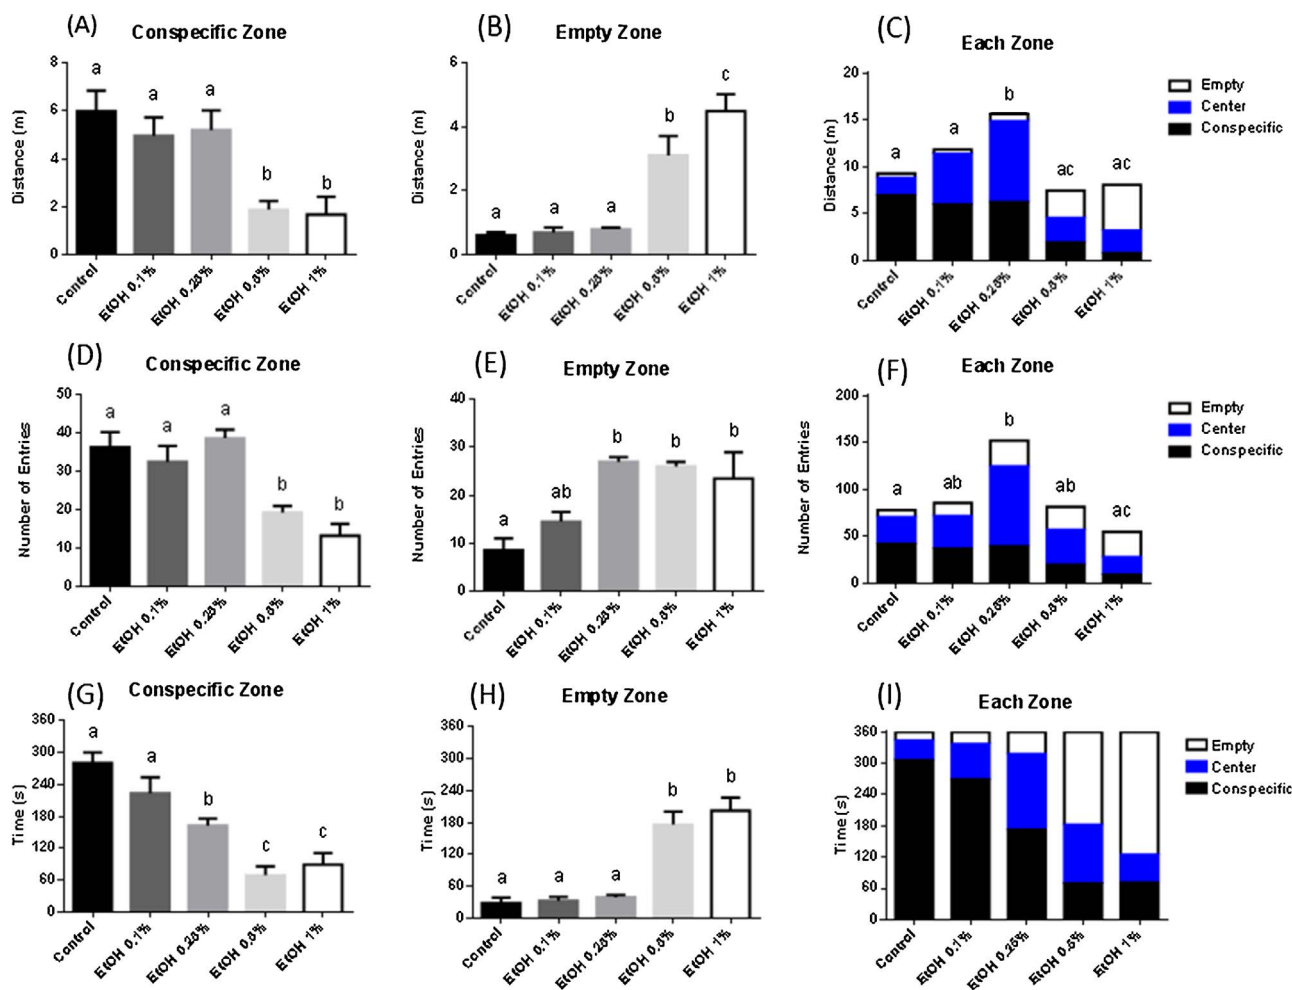 (A)
Conspecific Zone
Distance (m)
8
6
4
2
0
a
a
a
b
b
Control
EtOH 0.1%
EtOH 0.25%
EtOH 0.5%
EtOH 1%
(B)
Empty Zone
Distance (m)
6
4
2
0
a
a
a
b
c
Control
EtOH 0.1%
EtOH 0.25%
EtOH 0.5%
EtOH 1%
(C)
Each Zone
Distance (m)
20
15
10
5
0
a
a
b
ac
ac
Control
EtOH 0.1%
EtOH 0.25%
EtOH 0.5%
EtOH 1%
Empty
Center
Conspecific
(D)
Conspecific Zone
Number of Entries
50
40
30
20
10
0
a
a
a
b
b
Control
EtOH 0.1%
EtOH 0.25%
EtOH 0.5%
EtOH 1%
(E)
Empty Zone
Number of Entries
40
30
20
10
0
a
ab
b
b
b
Control
EtOH 0.1%
EtOH 0.25%
EtOH 0.5%
EtOH 1%
(F)
Each Zone
Number of Entries
200
150
100
50
0
a
ab
b
ab
ac
Control
EtOH 0.1%
EtOH 0.25%
EtOH 0.5%
EtOH 1%
Empty
Center
Conspecific
(G)
Conspecific Zone
Time (s)
360
300
240
180
120
60
0
a
a
b
c
c
Control
EtOH 0.1%
EtOH 0.25%
EtOH 0.5%
EtOH 1%
(H)
Empty Zone
Time (s)
360
300
240
180
120
60
0
a
a
a
b
b
Control
EtOH 0.1%
EtOH 0.25%
EtOH 0.5%
EtOH 1%
(I)
Each Zone
Time (s)
360
300
240
180
120
60
0
Control
EtOH 0.1%
EtOH 0.25%
EtOH 0.5%
EtOH 1%
Empty
Center
Conspecific